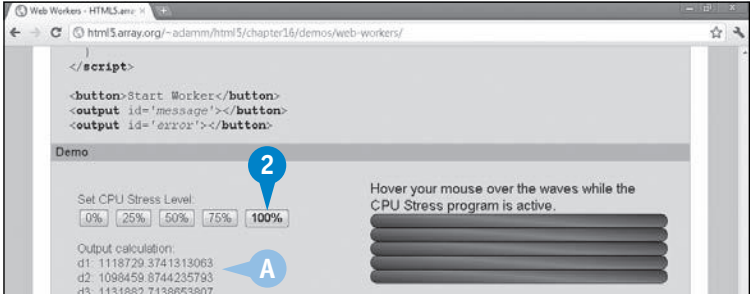 Web Workers - HTML5.array
html5.array.org/~adamm/html5/chapter16/demos/web-workers/
}
</script>
<button>Start Worker</button>
<output id='message'></button>
<output id='error'></button>
Demo
2
Set CPU Stress Level:
0% 25% 50% 75% 100%
Hover your mouse over the waves while the
CPU Stress program is active.
Output calculation:
d1: 1118729.3741313063
d2: 1098459.8744235793
d3: 1131882.7138653807
A